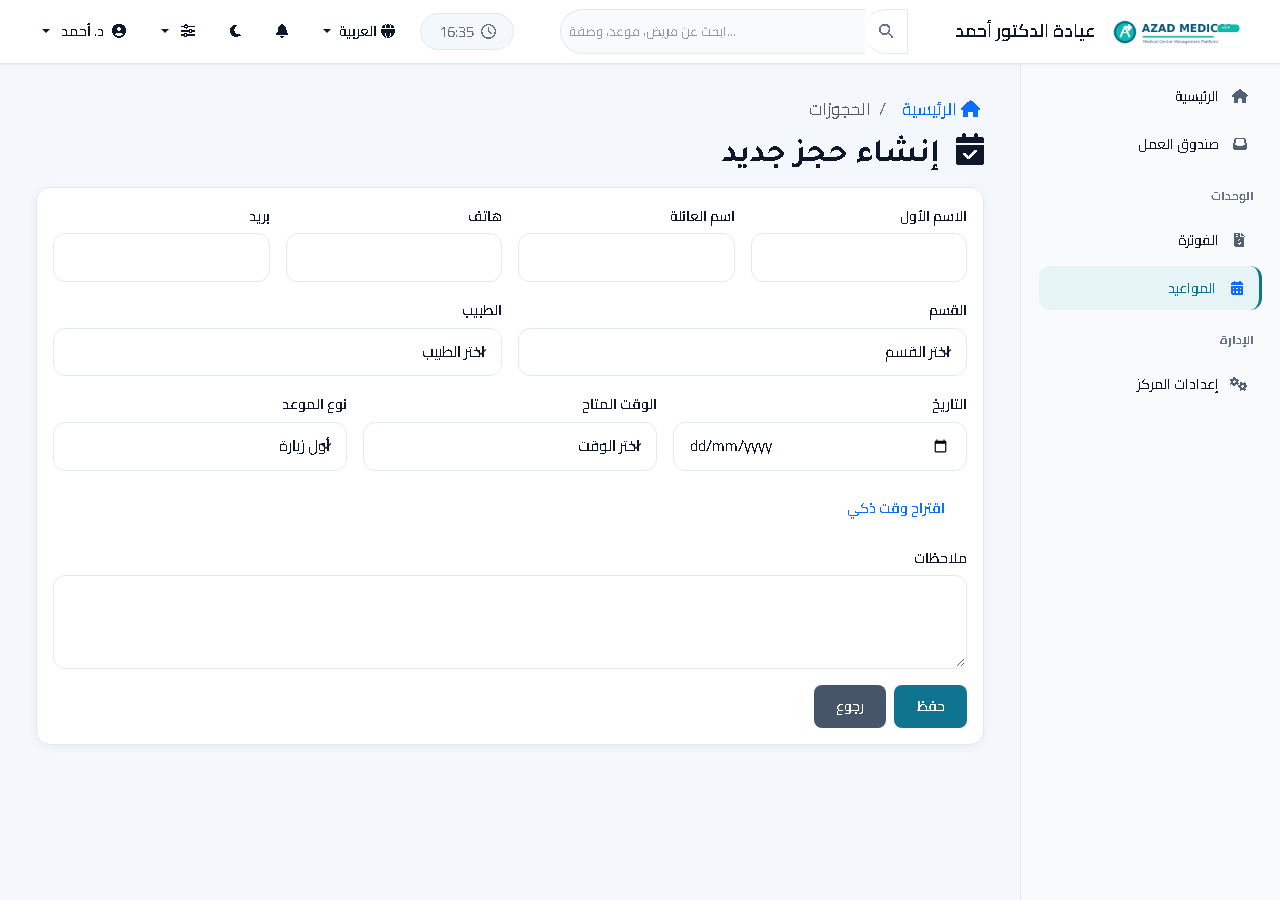 AZAD MEDICAL
Medical Centre Management Platform
عيادة الدكتور أحمد
ابحث عن مريض، موعد، وصفة...
16:35
العربية
د. أحمد
الرئيسية
صندوق العمل
الوحدات
الفوترة
المواعيد
الإدارة
إعدادات المركز
الرئيسية / الحجوزات
إنشاء حجز جديد
الاسم الأول
اسم العائلة
هاتف
بريد
القسم
الطبيب
اختر القسم
اختر الطبيب
التاريخ
الوقت المتاح
نوع الموعد
dd/mm/yyyy
اختر الوقت
أول زيارة
اقتراح وقت ذكي
ملاحظات
حفظ
رجوع